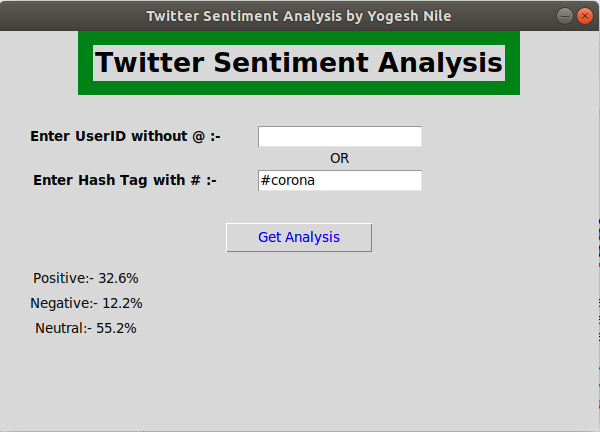 Twitter Sentiment Analysis by Yogesh Nile
Twitter Sentiment Analysis
Enter UserID without @ :-
OR
Enter Hash Tag with # :- #corona
Get Analysis
Positive:- 32.6%
Negative:- 12.2%
Neutral:- 55.2%